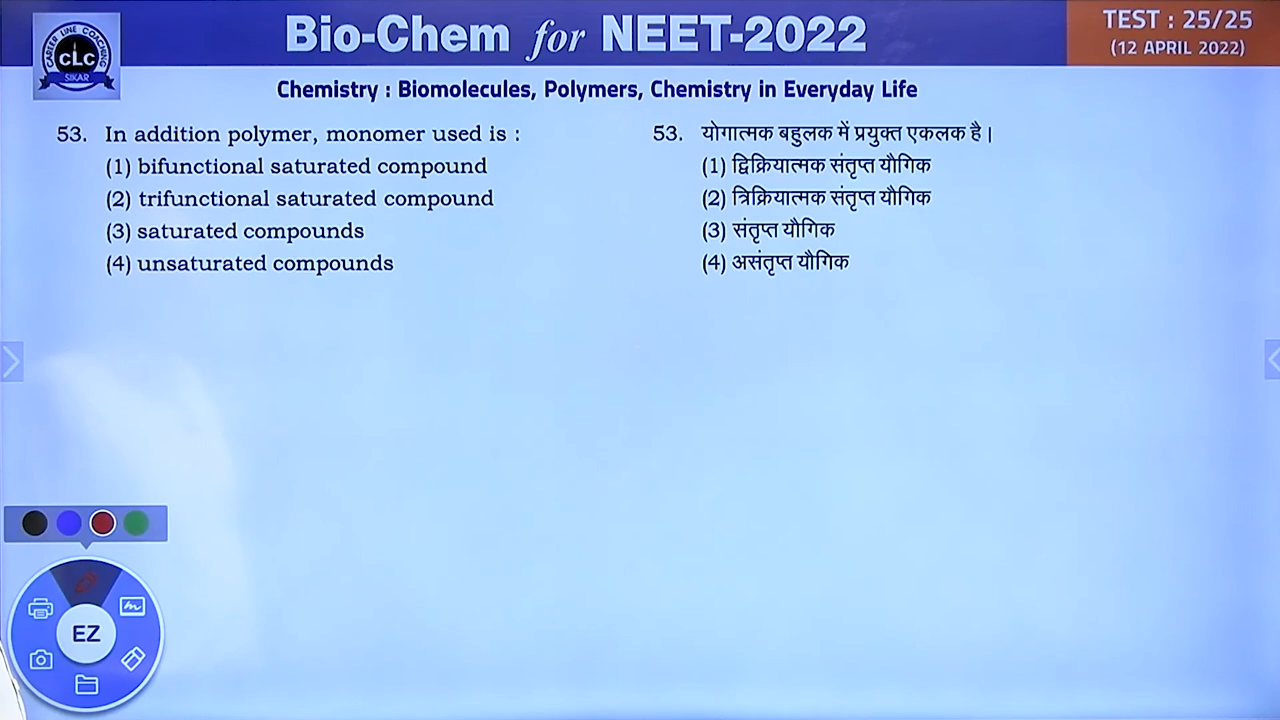 CAREER LINE COACHING
CLC
SIKAR
Bio-Chem for NEET-2022
TEST : 25/25
(12 APRIL 2022)
Chemistry : Biomolecules, Polymers, Chemistry in Everyday Life
53. In addition polymer, monomer used is :
(1) bifunctional saturated compound
(2) trifunctional saturated compound
(3) saturated compounds
(4) unsaturated compounds
53. योगात्मक बहुलक में प्रयुक्त एकलक है।
(1) द्विक्रियात्मक संतृप्त यौगिक
(2) त्रिक्रियात्मक संतृप्त यौगिक
(3) संतृप्त यौगिक
(4) असंतृप्त यौगिक
EZ